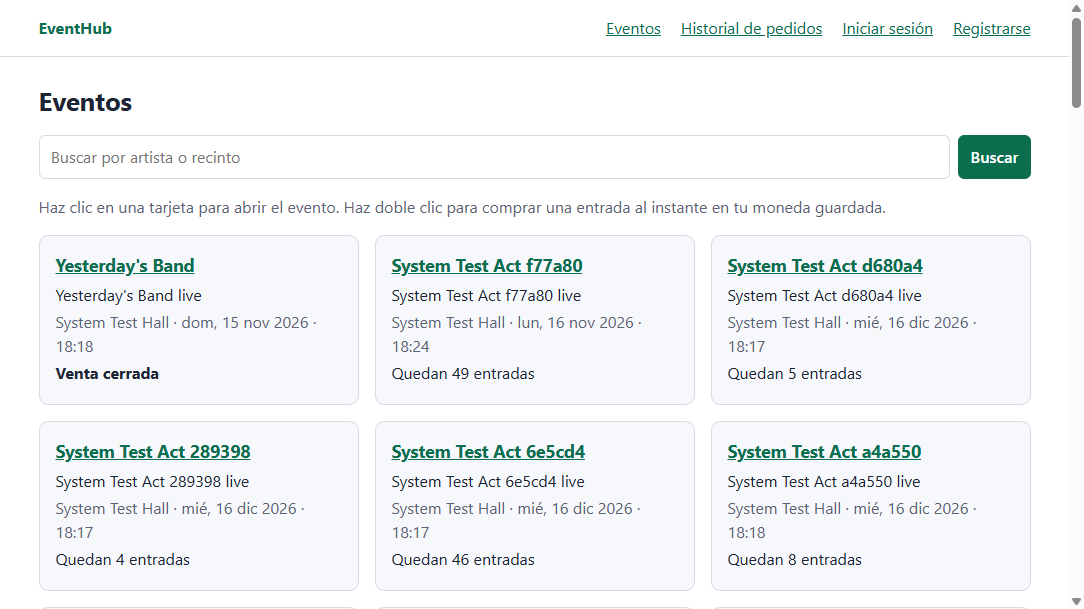 EventHub
Eventos
Historial de pedidos
Iniciar sesión
Registrarse
Eventos
Buscar por artista o recinto
Buscar
Haz clic en una tarjeta para abrir el evento. Haz doble clic para comprar una entrada al instante en tu moneda guardada.
Yesterday's Band
Yesterday's Band live
System Test Hall · dom, 15 nov 2026 ·
18:18
Venta cerrada
System Test Act f77a80
System Test Act f77a80 live
System Test Hall · lun, 16 nov 2026 ·
18:24
Quedan 49 entradas
System Test Act d680a4
System Test Act d680a4 live
System Test Hall · mié, 16 dic 2026 ·
18:17
Quedan 5 entradas
System Test Act 289398
System Test Act 289398 live
System Test Hall · mié, 16 dic 2026 ·
18:17
Quedan 4 entradas
System Test Act 6e5cd4
System Test Act 6e5cd4 live
System Test Hall · mié, 16 dic 2026 ·
18:17
Quedan 46 entradas
System Test Act a4a550
System Test Act a4a550 live
System Test Hall · mié, 16 dic 2026 ·
18:18
Quedan 8 entradas